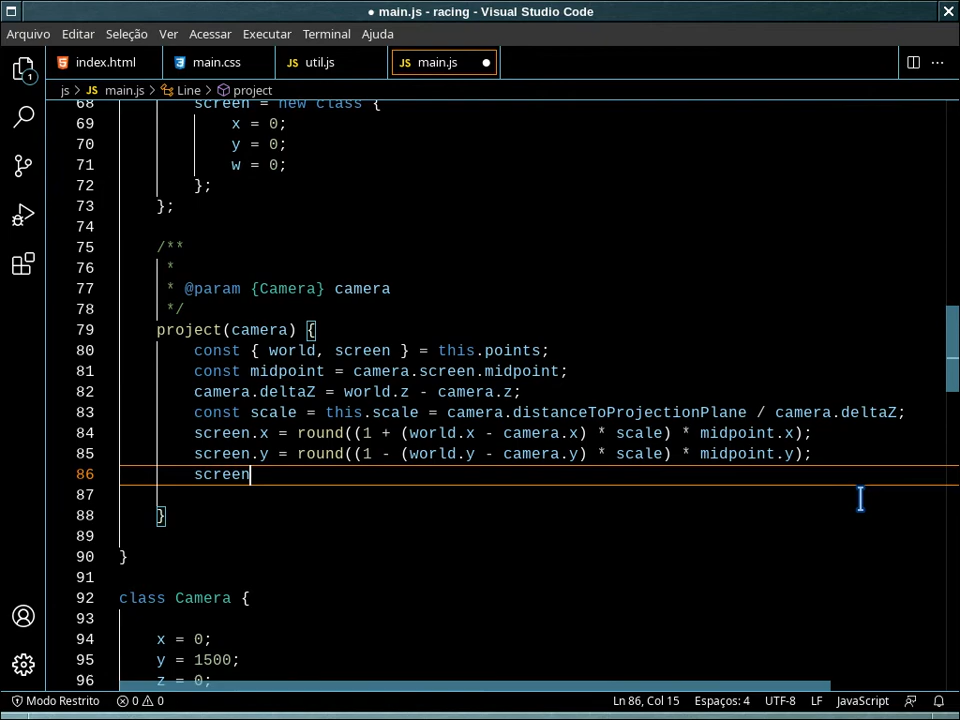 ● main.js - racing - Visual Studio Code
Arquivo Editar Seleção Ver Acessar Executar Terminal Ajuda
index.html main.css JS util.js JS main.js
js > JS main.js > Line > project
1
68 screen = new class {
69 x = 0;
70 y = 0;
71 w = 0;
72 };
73 };
74
75 /**
76 *
77 * @param {Camera} camera
78 */
79 project(camera) {
80 const { world, screen } = this.points;
81 const midpoint = camera.screen.midpoint;
82 camera.deltaZ = world.z - camera.z;
83 const scale = this.scale = camera.distanceToProjectionPlane / camera.deltaZ;
84 screen.x = round((1 + (world.x - camera.x) * scale) * midpoint.x);
85 screen.y = round((1 - (world.y - camera.y) * scale) * midpoint.y);
86 screen
87
88 }
89
90 }
91
92 class Camera {
93
94 x = 0;
95 y = 1500;
96 z = 0;
Modo Restrito 0 0 Ln 86, Col 15 Espaços: 4 UTF-8 LF JavaScript